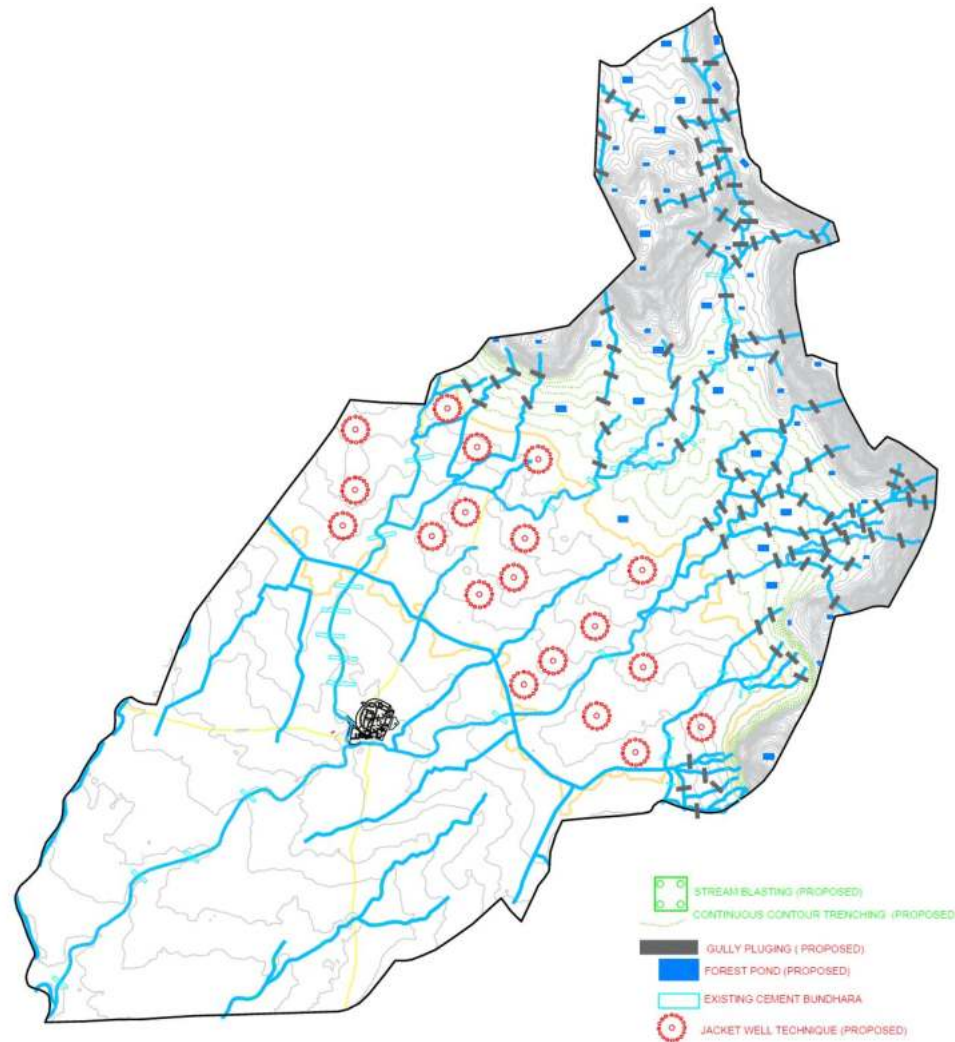 STREAM BLASTING (PROPOSED)
CONTINUOUS CONTOUR TRENCHING (PROPOSED
GULLY PLUGING ( PROPOSED)
FOREST POND (PROPOSED)
EXISTING CEMENT BUNDHARA
JACKET WELL TECHNIQUE (PROPOSED)